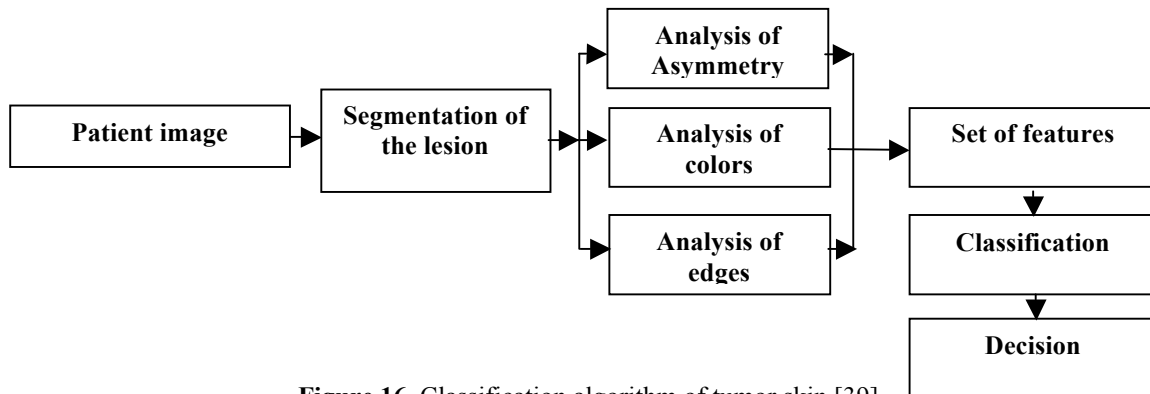 Patient image
Segmentation of
the lesion
Analysis of
Asymmetry
Analysis of
colors
Analysis of
edges
Set of features
Classification
Decision
Figure 16. Classification algorithm of tumor skin [39]